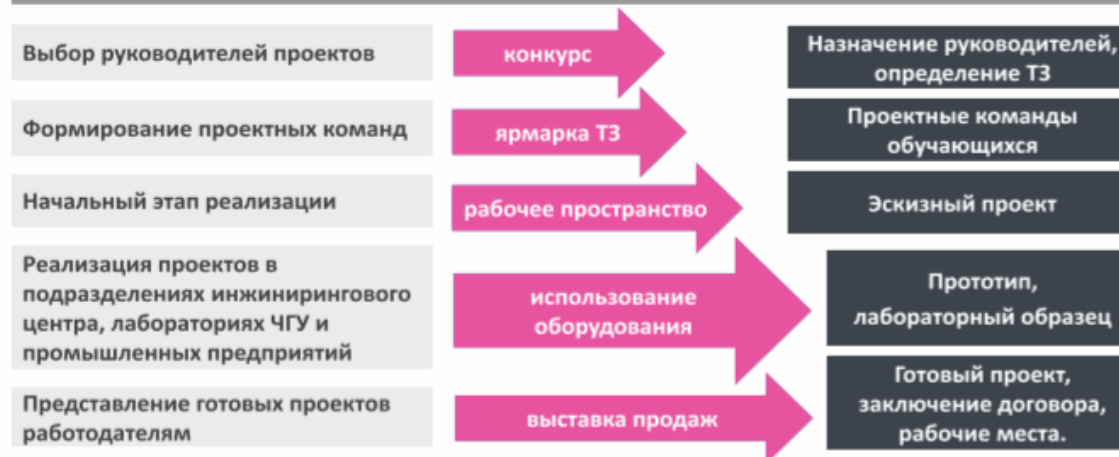 Выбор руководителей проектов
конкурс
Назначение руководителей,
определение ТЗ
Формирование проектных команд
ярмарка ТЗ
Проектные команды
обучающихся
Начальный этап реализации
рабочее пространство
Эскизный проект
Реализация проектов в
подразделениях инжинирингового
центра, лабораториях ЧГУ и
промышленных предприятий
использование
оборудования
Прототип,
лабораторный образец
Представление готовых проектов
работодателям
выставка продаж
Готовый проект,
заключение договора,
рабочие места.